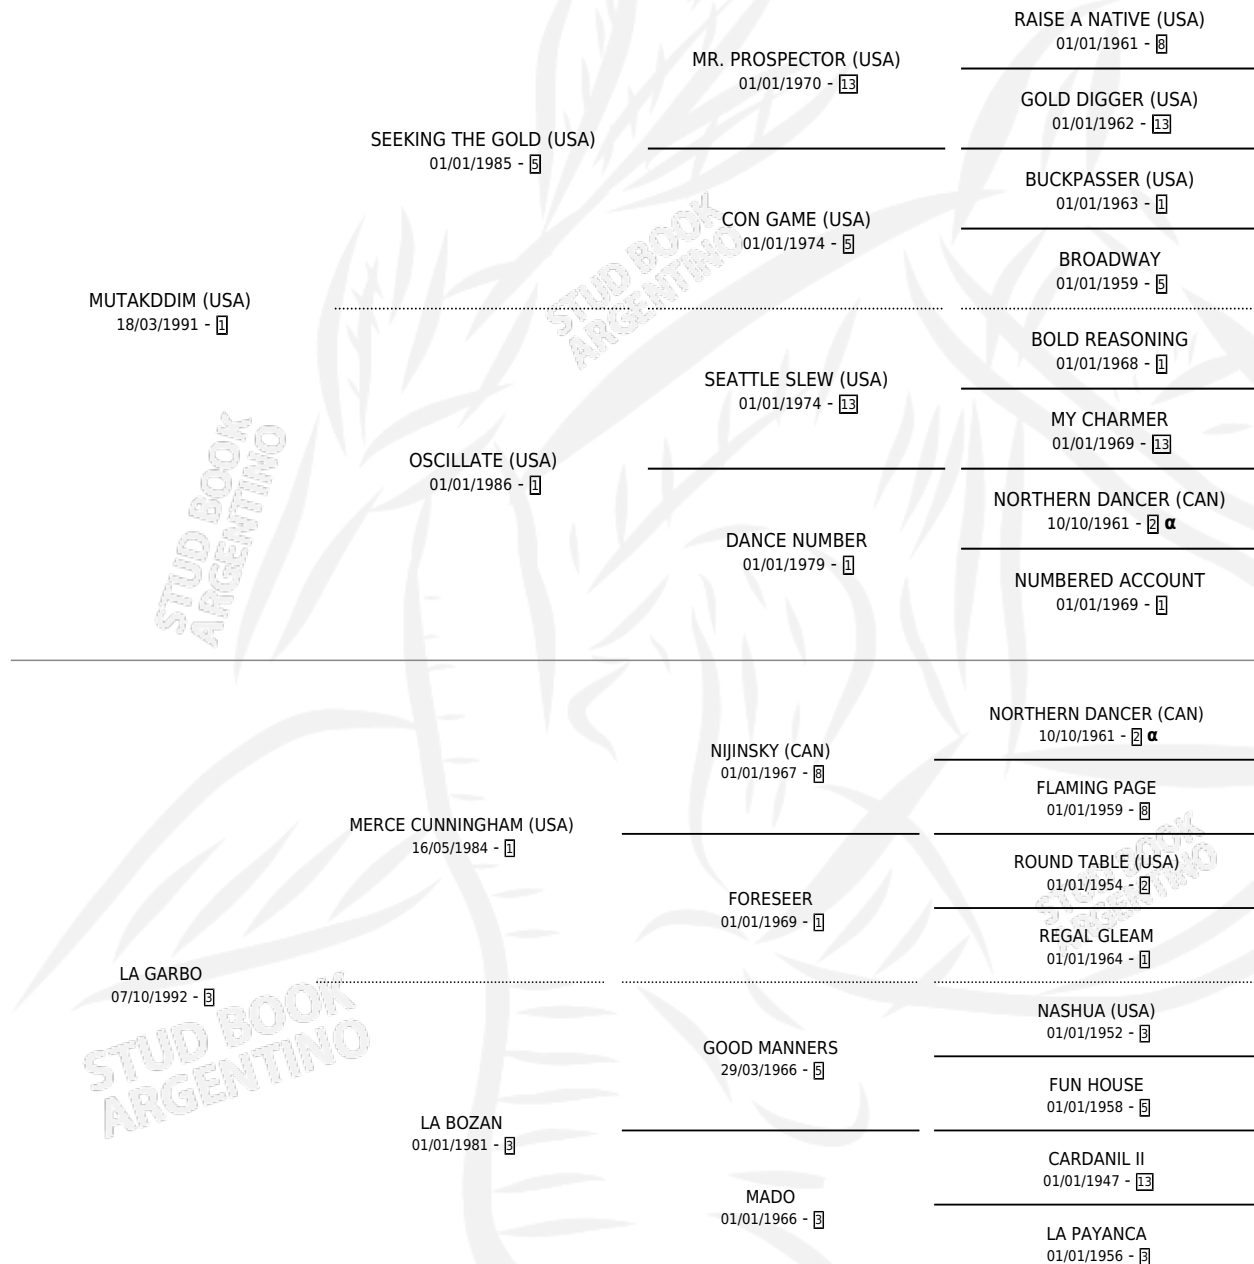 RAISE A NATIVE (USA)
01/01/1961 - 8
MR. PROSPECTOR (USA)
01/01/1970 - 13
GOLD DIGGER (USA)
01/01/1962 - 13
SEEKING THE GOLD (USA)
01/01/1985 - 5
BUCKPASSER (USA)
01/01/1963 - 1
CON GAME (USA)
01/01/1974 - 5
BROADWAY
01/01/1959 - 5
MUTAKDDIM (USA)
18/03/1991 - 1
STUD BOOK
ARGENTINO
BOLD REASONING
01/01/1968 - 1
SEATTLE SLEW (USA)
01/01/1974 - 13
MY CHARMER
01/01/1969 - 13
OSCILLATE (USA)
01/01/1986 - 1
STUD BOOK
ARGENTINO
NORTHERN DANCER (CAN)
10/10/1961 - 2 α
DANCE NUMBER
01/01/1979 - 1
NUMBERED ACCOUNT
01/01/1969 - 1
NORTHERN DANCER (CAN)
10/10/1961 - 2 α
NIJINSKY (CAN)
01/01/1967 - 8
FLAMING PAGE
01/01/1959 - 8
MERCE CUNNINGHAM (USA)
16/05/1984 - 1
ROUND TABLE (USA)
01/01/1954 - 2
STUD BOOK
ARGENTINO
FORESEER
01/01/1969 - 1
REGAL GLEAM
01/01/1964 - 1
LA GARBO
07/10/1992 - 3
STUD BOOK
ARGENTINO
NASHUA (USA)
01/01/1952 - 3
GOOD MANNERS
29/03/1966 - 5
FUN HOUSE
01/01/1958 - 5
LA BOZAN
01/01/1981 - 3
CARDANIL II
01/01/1947 - 13
MADO
01/01/1966 - 3
LA PAYANCA
01/01/1956 - 3